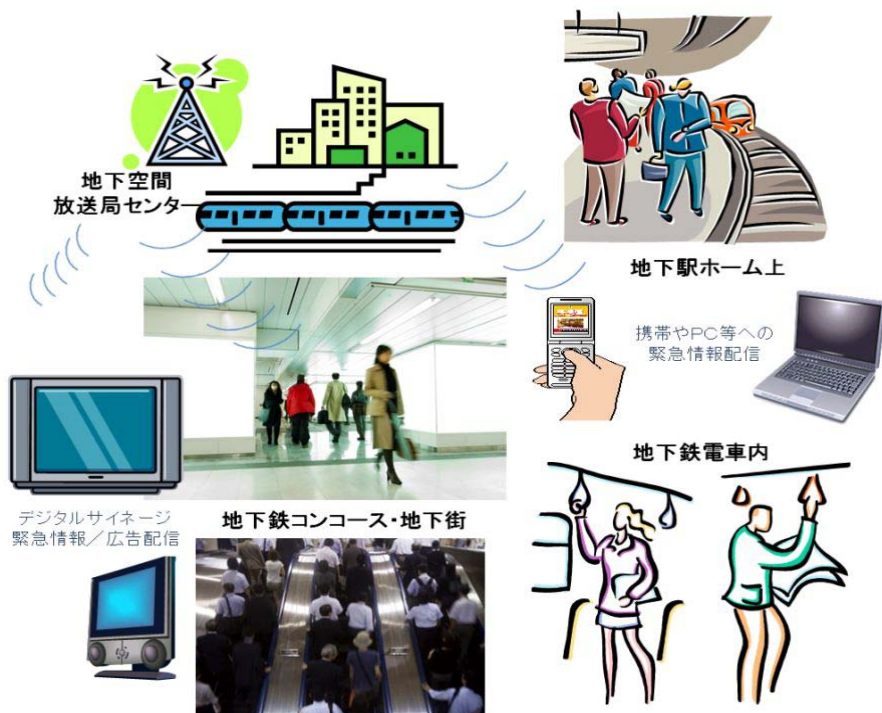 地下空間
放送局センター
地下駅ホーム上
携帯やPC等への
緊急情報配信
地下鉄電車内
デジタルサイネージ
緊急情報／広告配信
地下鉄コンコース・地下街